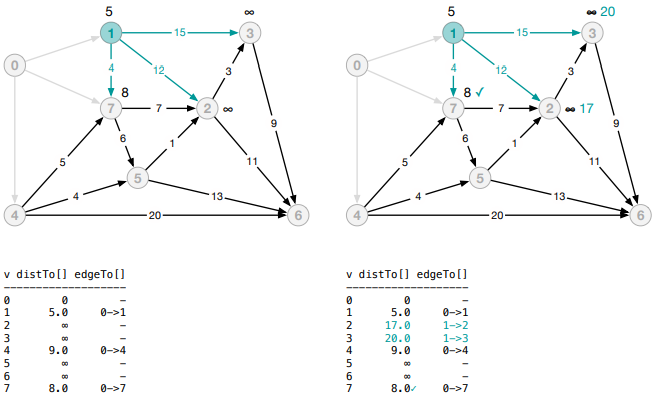 5 ∞ 5 ∞ 20
1 15 3 1 15 3
0 0
4 12 4 12
3 3
8 8 ✓
7 7 2 ∞ 7 7 2 ∞ 17
9 9
6 1 6 1
5 11 5 11
5 5
4 13 4 13
4 20 6 4 20 6
v distTo[] edgeTo[]
-------------------
0 0 –
1 5.0 0->1
2 ∞ –
3 ∞ –
4 9.0 0->4
5 ∞ –
6 ∞ –
7 8.0 0->7
v distTo[] edgeTo[]
-------------------
0 0 –
1 5.0 0->1
2 17.0 1->2
3 20.0 1->3
4 9.0 0->4
5 ∞ –
6 ∞ –
7 8.0✓ 0->7